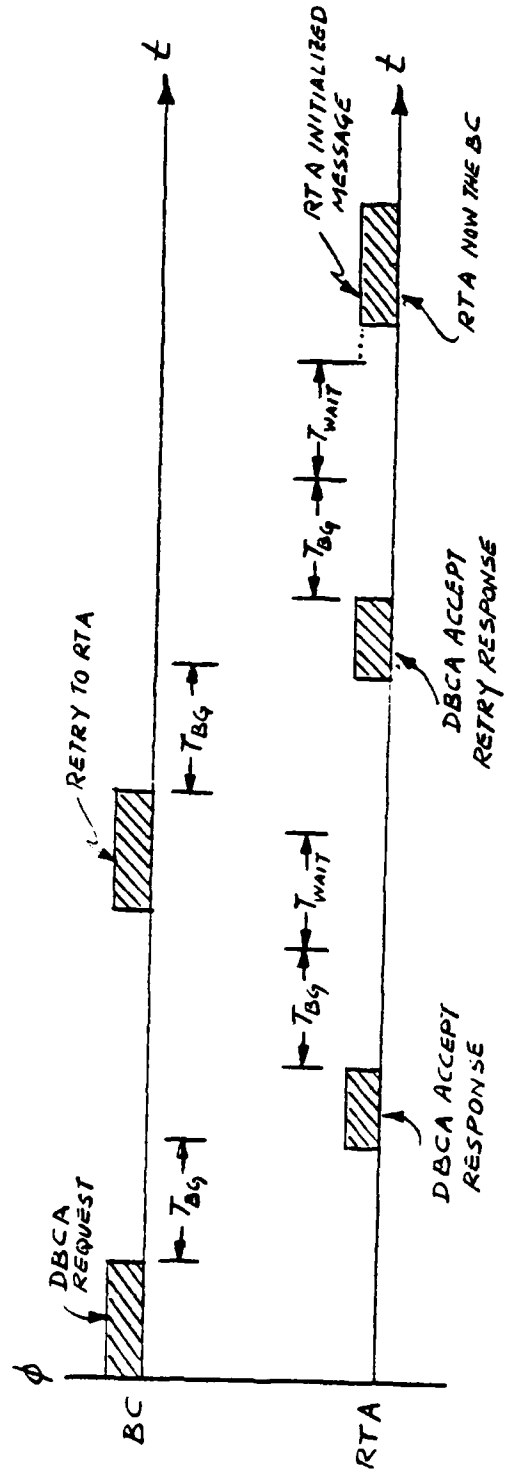 ϕ
BC
DBCA
REQUEST
T_BG
RETRY TO RTA
T_BG
t
RTA
DBCA ACCEPT
RESPONSE
T_BG
T_WAIT
DBCA ACCEPT
RETRY RESPONSE
T_BG
T_WAIT
RTA INITIALIZED
MESSAGE
RTA NOW THE BC
t